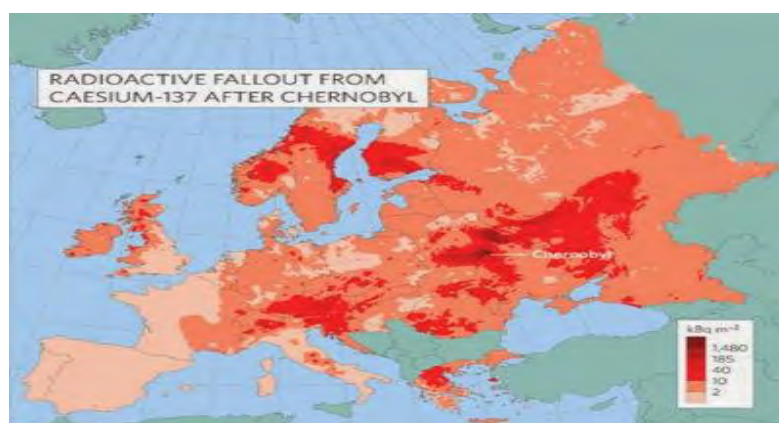 RADIOACTIVE FALLOUT FROM
CAESIUM-137 AFTER CHERNOBYL
Chernobyl
kBq m⁻²
1,480
185
40
10
2